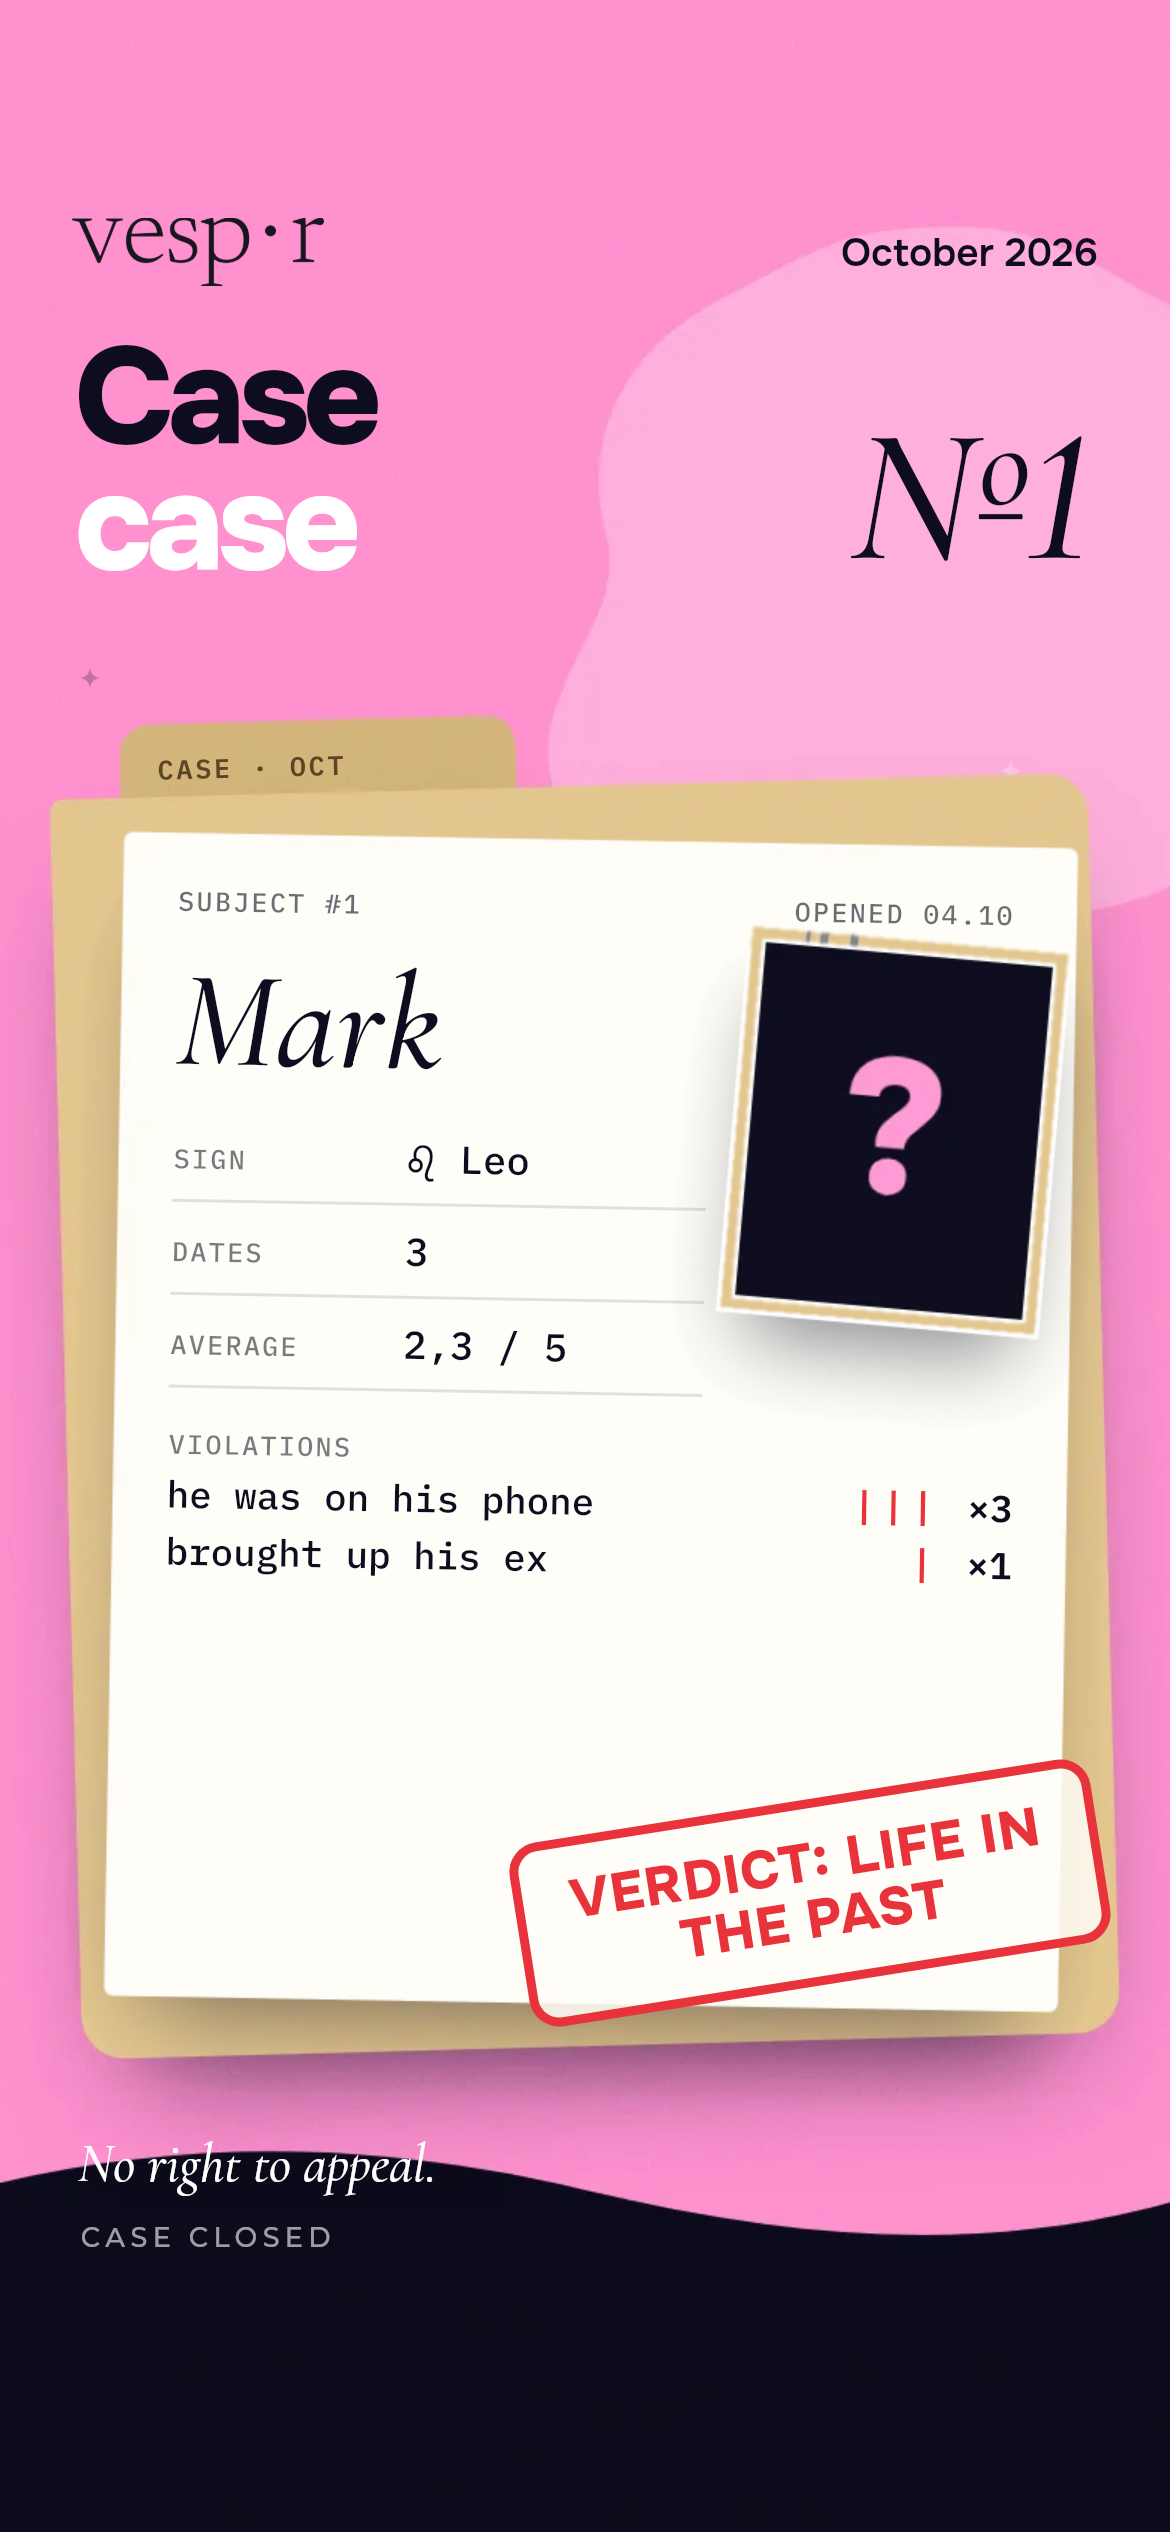 vesp·r
October 2026
Case
case
Nº1
CASE · OCT
SUBJECT #1
OPENED 04.10
Mark
?
SIGN ♌ Leo
DATES 3
AVERAGE 2,3 / 5
VIOLATIONS
he was on his phone ||| ×3
brought up his ex | ×1
VERDICT: LIFE IN
THE PAST
No right to appeal.
CASE CLOSED